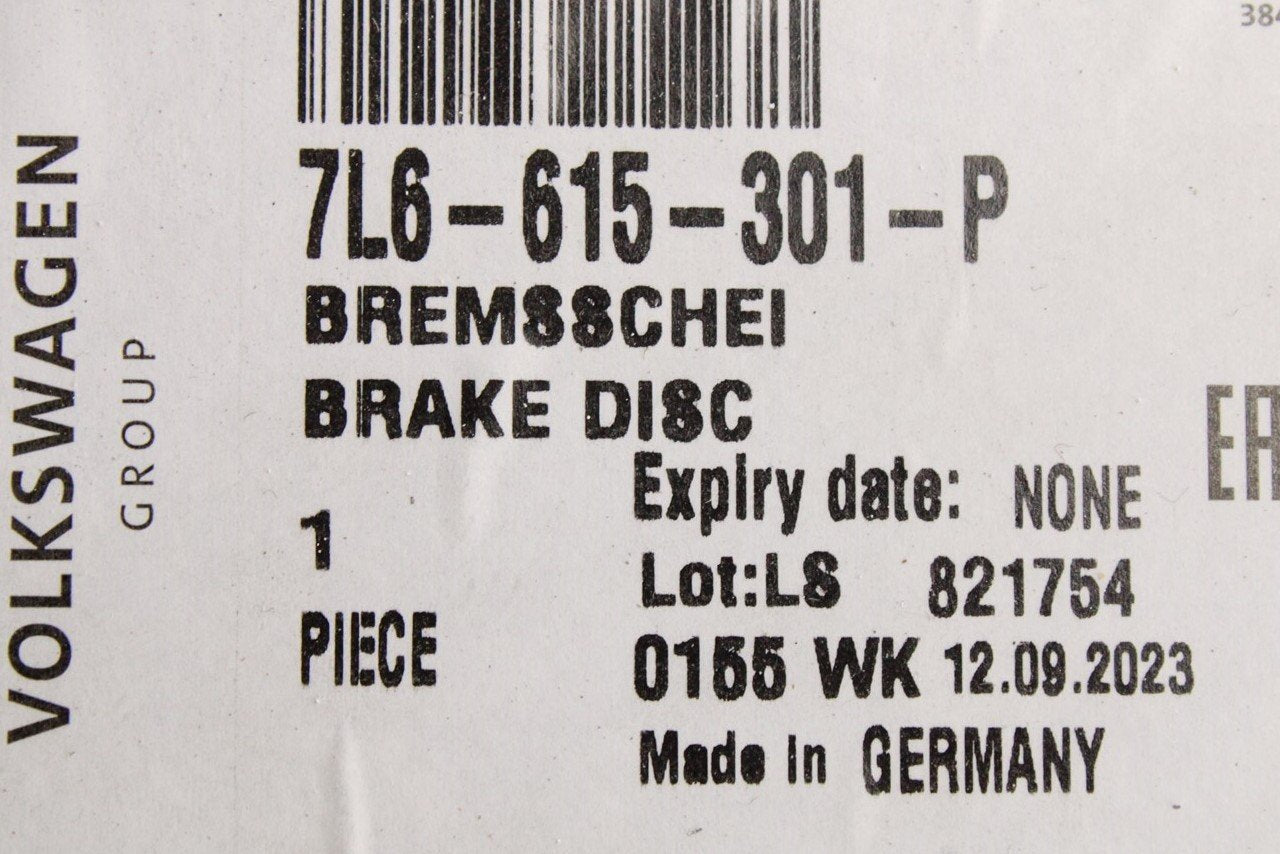 384
VOLKSWAGEN
GROUP
7L6-615-301-P
BREMSSCHEI
BRAKE DISC
Expiry date: NONE
1
Lot:LS 821754
PIECE
0155 WK 12.09.2023
Made in GERMANY